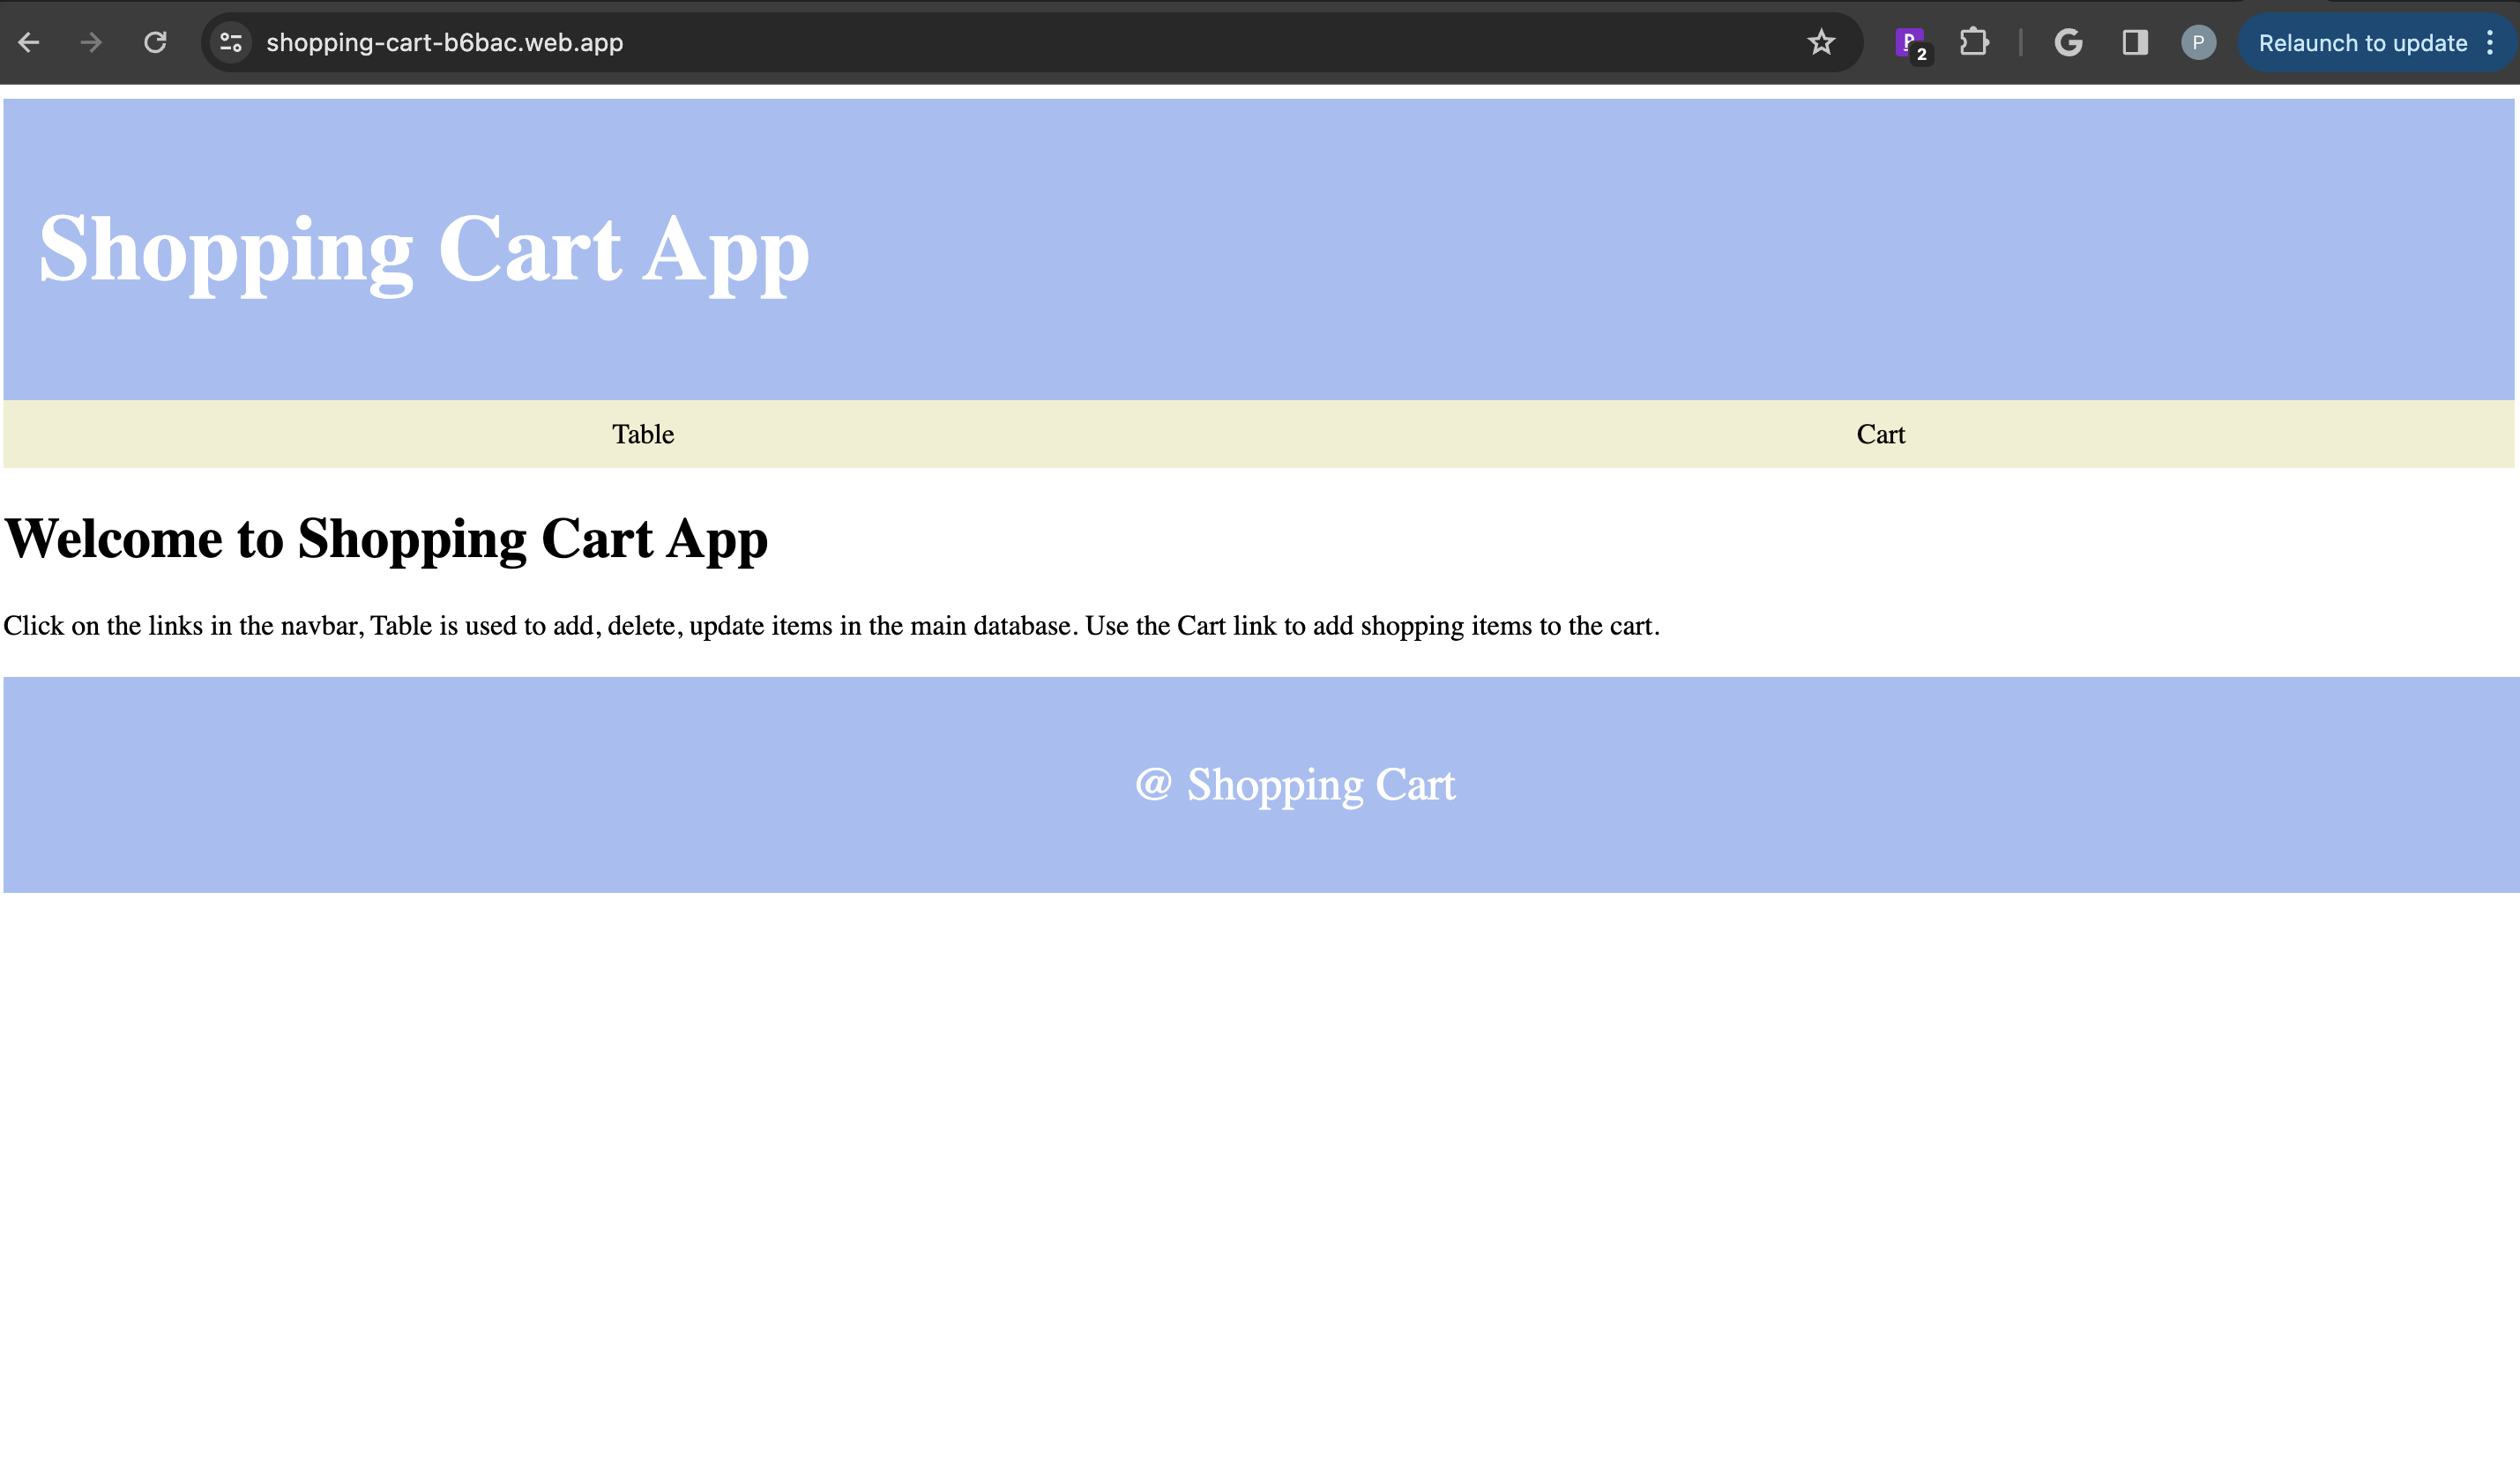 shopping-cart-b6bac.web.app
2
P
Relaunch to update
Shopping Cart App
Table Cart
Welcome to Shopping Cart App
Click on the links in the navbar, Table is used to add, delete, update items in the main database. Use the Cart link to add shopping items to the cart.
@ Shopping Cart